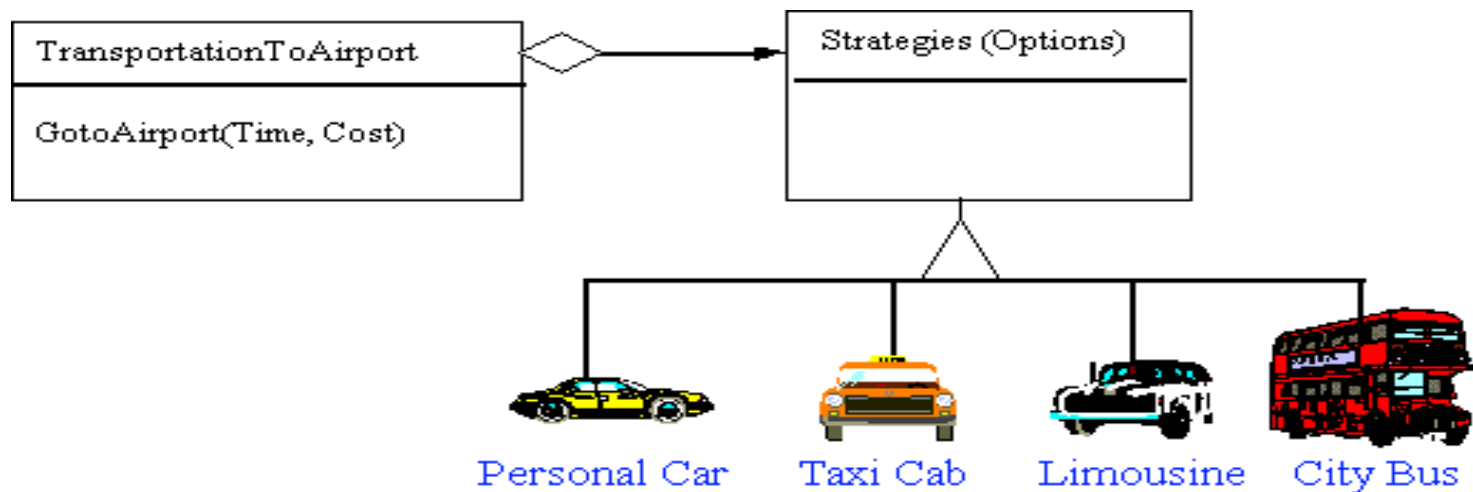 TransportationToAirport
GotoAirport(Time, Cost)
Strategies (Options)
Personal Car
Taxi Cab
Limousine
City Bus